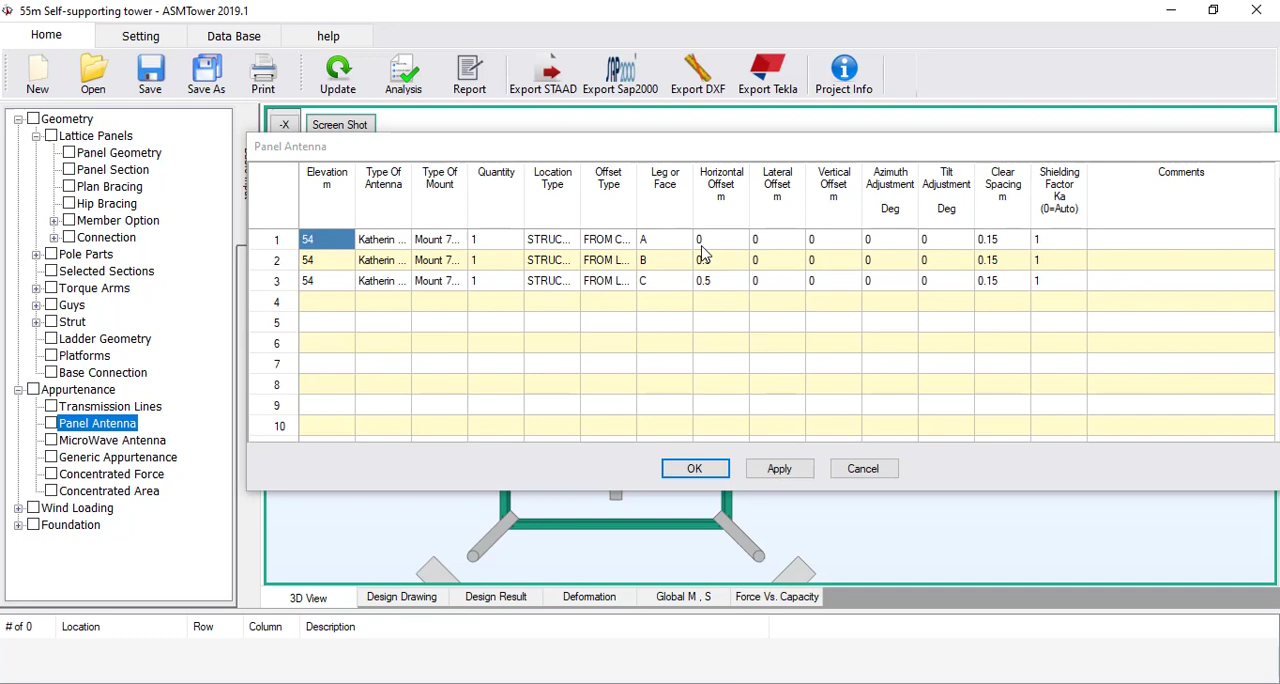 55m Self-supporting tower - ASMTower 2019.1
Home Setting Data Base help
New Open Save Save As Print Update Analysis Report Export STAAD Export Sap2000 Export DXF Export Tekla Project Info
Geometry
Lattice Panels
Panel Geometry
Panel Section
Plan Bracing
Hip Bracing
Member Option
Connection
Pole Parts
Selected Sections
Torque Arms
Guys
Strut
Ladder Geometry
Platforms
Base Connection
Appurtenance
Transmission Lines
Panel Antenna
MicroWave Antenna
Generic Appurtenance
Concentrated Force
Concentrated Area
Wind Loading
Foundation
-X Screen Shot
Panel Antenna
Elevation m Type Of Antenna Type Of Mount Quantity Location Type Offset Type Leg or Face Horizontal Offset m Lateral Offset m Vertical Offset m Azimuth Adjustment Deg Tilt Adjustment Deg Clear Spacing m Shielding Factor Ka (0=Auto) Comments
1 54 Katherin ... Mount 7... 1 STRUC... FROM C... A 0 0 0 0 0 0.15 1
2 54 Katherin ... Mount 7... 1 STRUC... FROM L... B 0 0 0 0 0.15 1
3 54 Katherin ... Mount 7... 1 STRUC... FROM L... C 0.5 0 0 0 0 0.15 1
4
5
6
7
8
9
10
OK Apply Cancel
3D View Design Drawing Design Result Deformation Global M , S Force Vs. Capacity
# of 0 Location Row Column Description